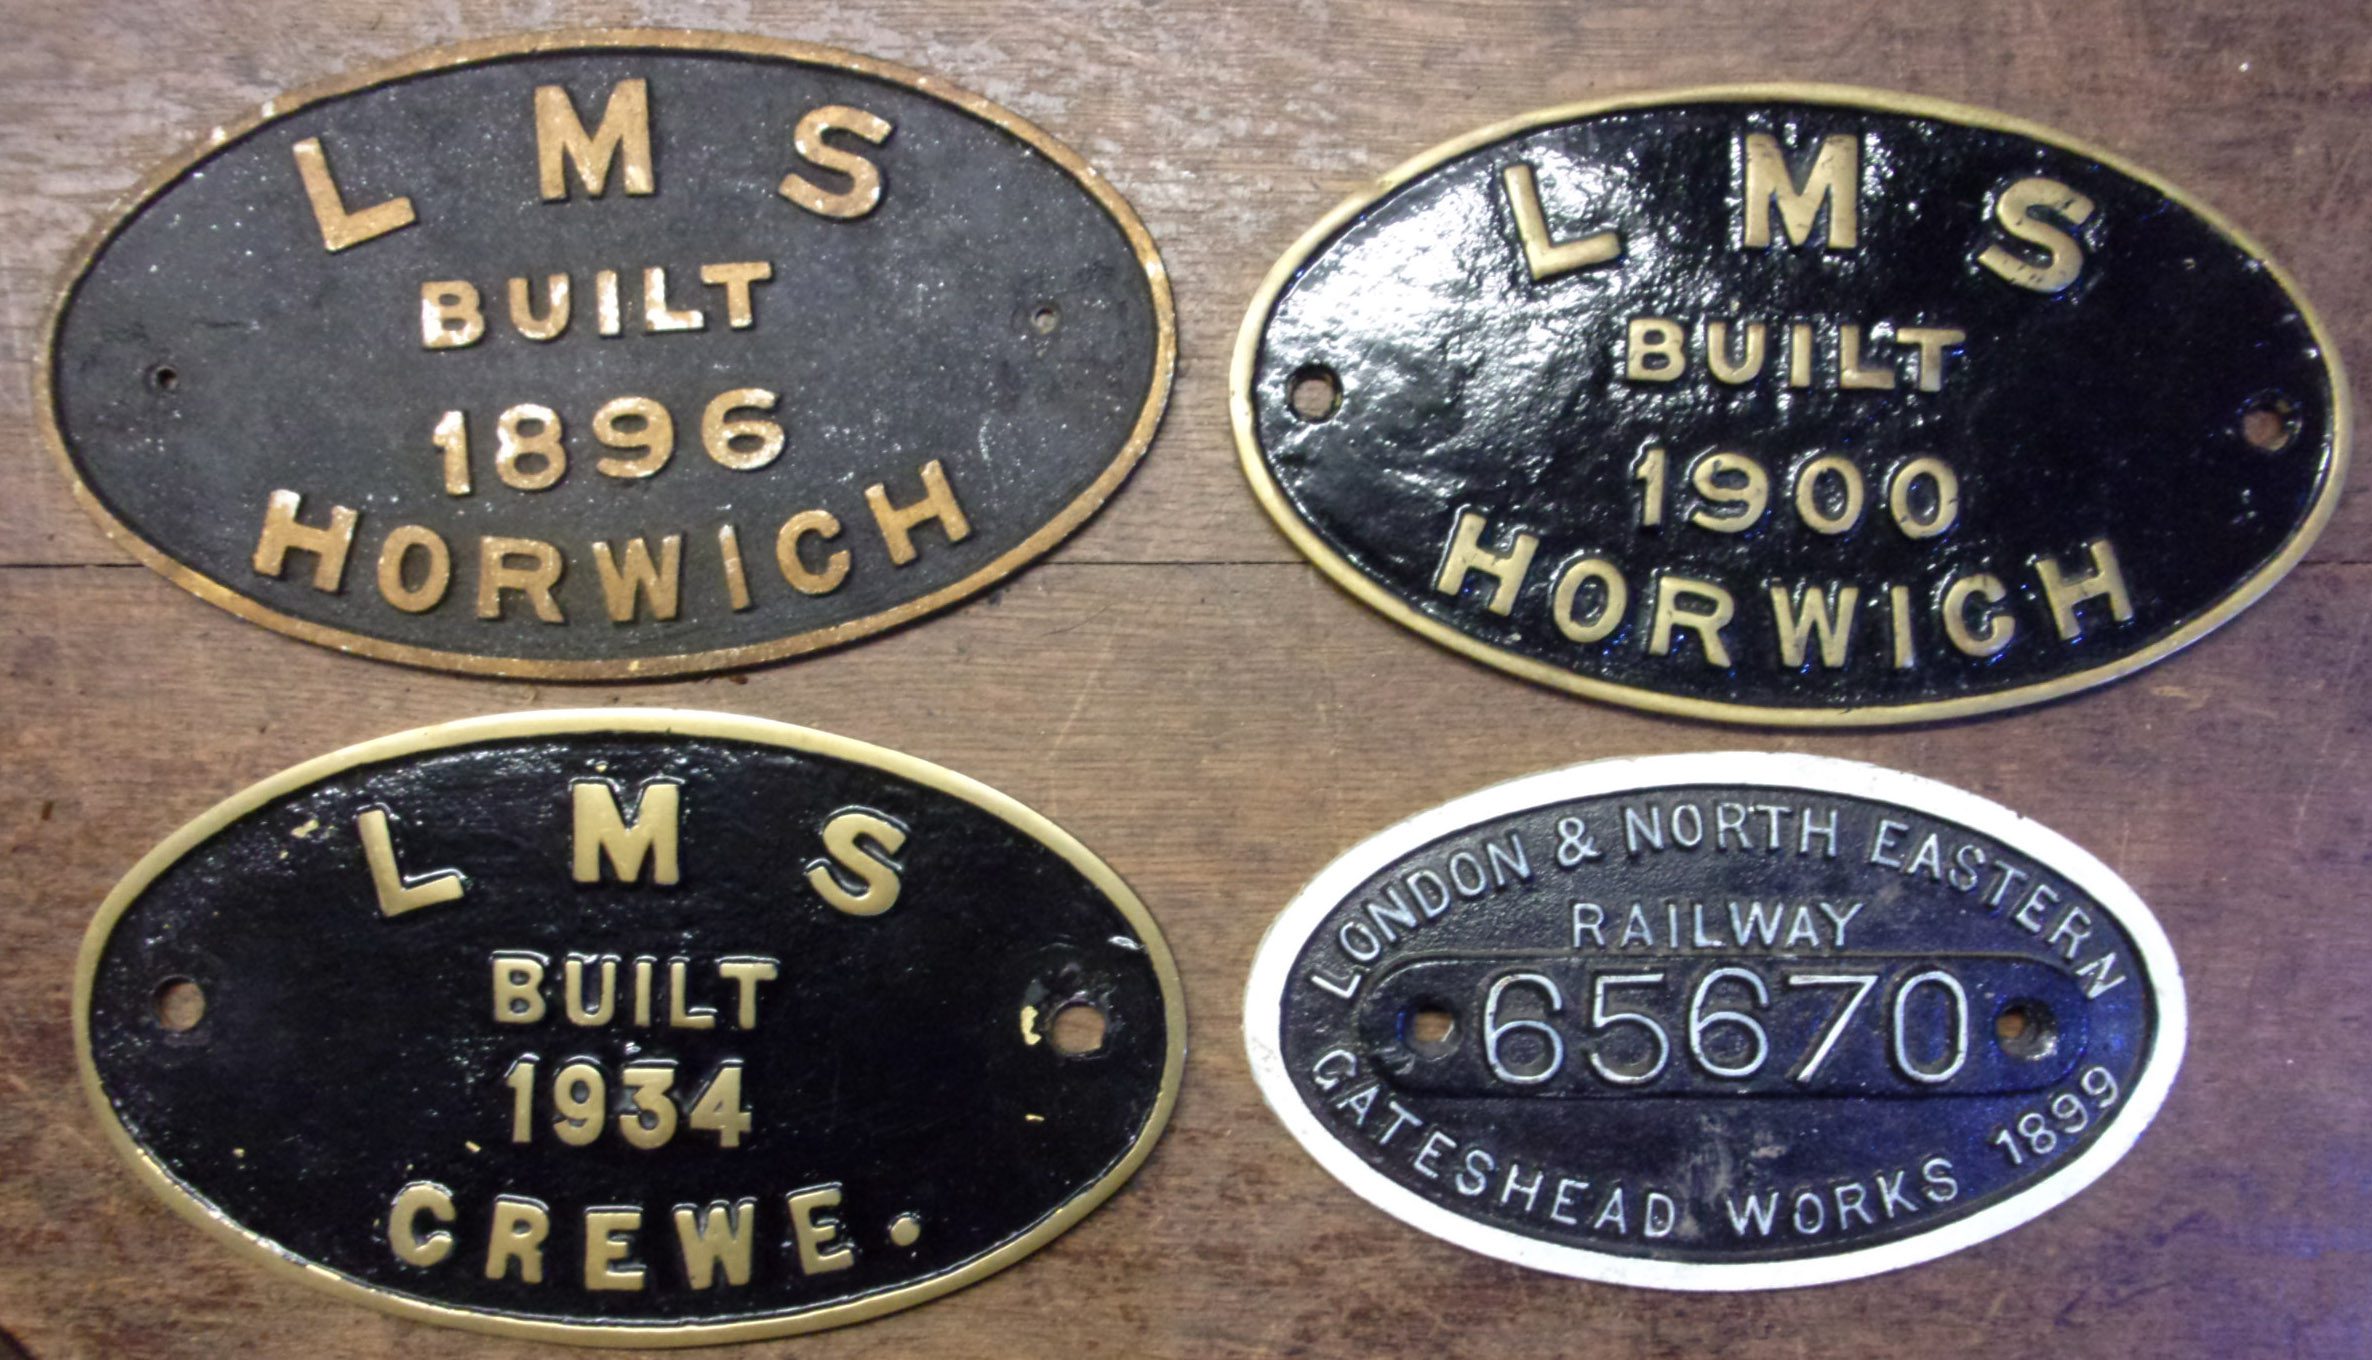 L M S
BUILT
1896
HORWICH
L M S
BUILT
1900
HORWICH
L M S
BUILT
1934
CREWE.
LONDON & NORTH EASTERN
RAILWAY
65670
GATESHEAD WORKS 1899